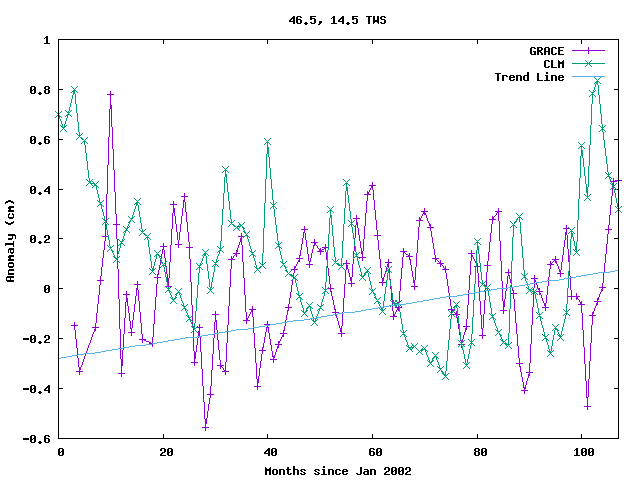 46.5, 14.5 TWS
GRACE
CLM
Trend Line
1
0.8
0.6
0.4
0.2
0
-0.2
-0.4
-0.6
Anomaly (cm)
0 20 40 60 80 100
Months since Jan 2002